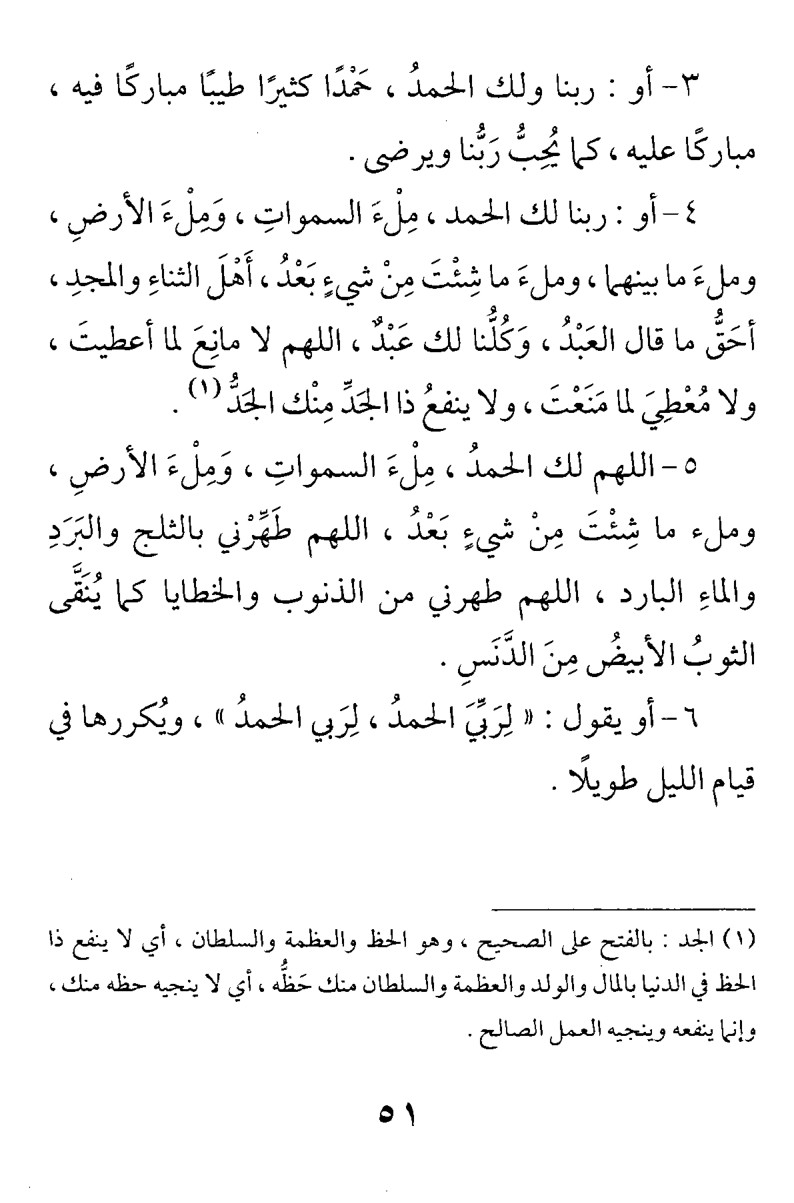 ٣- أو : ربنا ولك الحمدُ ، حَمْدًا كثيرًا طيبًا مباركًا فيه ،
مباركًا عليه ، كما يُحِبُّ رَبُّنا ويرضى .
٤- أو : ربنا لك الحمد ، مِلْءَ السمواتِ ، وَمِلْءَ الأرضِ ،
وملءَ ما بينهما ، وملءَ ما شِئْتَ مِنْ شيءٍ بَعْدُ ، أَهْلَ الثناءِ والمجدِ ،
أحَقُّ ما قال العَبْدُ ، وَكُلُّنا لك عَبْدٌ ، اللهم لا مانِعَ لما أعطيتَ ،
ولا مُعْطِيَ لما مَنَعْتَ ، ولا ينفعُ ذا الجَدِّ مِنْك الجَدُّ (١) .
٥- اللهم لك الحمدُ ، مِلْءَ السمواتِ ، وَمِلْءَ الأرضِ ،
وملء ما شِئْتَ مِنْ شيءٍ بَعْدُ ، اللهم طَهِّرْني بالثلج والبَرَدِ
والماءِ البارد ، اللهم طهرني من الذنوب والخطايا كما يُنَقَّى
الثوبُ الأبيضُ مِنَ الدَّنَسِ .
٦- أو يقول : « لِرَبِّيَ الحمدُ ، لِرَبي الحمدُ » ، ويُكررها في
قيام الليل طويلًا .
(١) الجد : بالفتح على الصحيح ، وهو الحظ والعظمة والسلطان ، أي لا ينفع ذا
الحظ في الدنيا بالمال والولد والعظمة والسلطان منك حَظُّه ، أي لا ينجيه حظه منك ،
وإنما ينفعه وينجيه العمل الصالح .
٥١